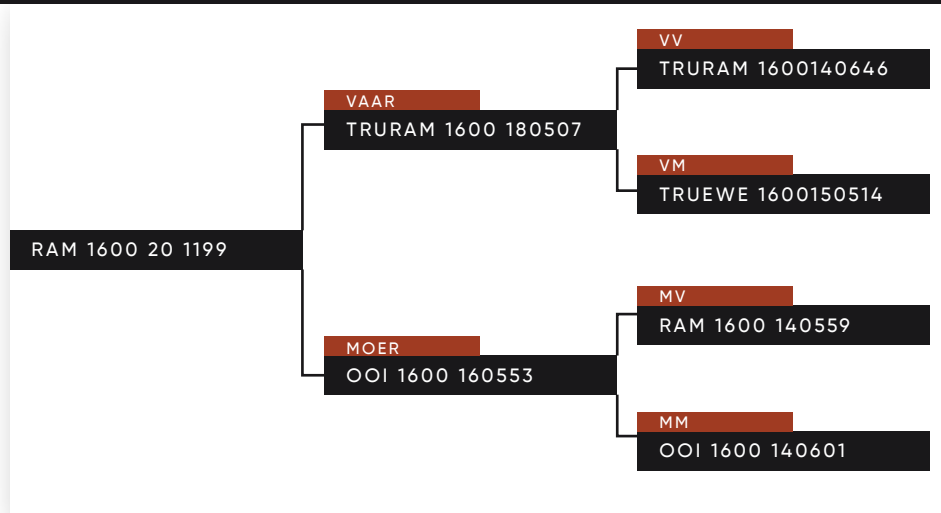 VV
TRURAM 1600140646
VAAR
TRURAM 1600 180507
VM
TRUEWE 1600150514
RAM 1600 20 1199
MV
RAM 1600 140559
MOER
OOI 1600 160553
MM
OOI 1600 140601